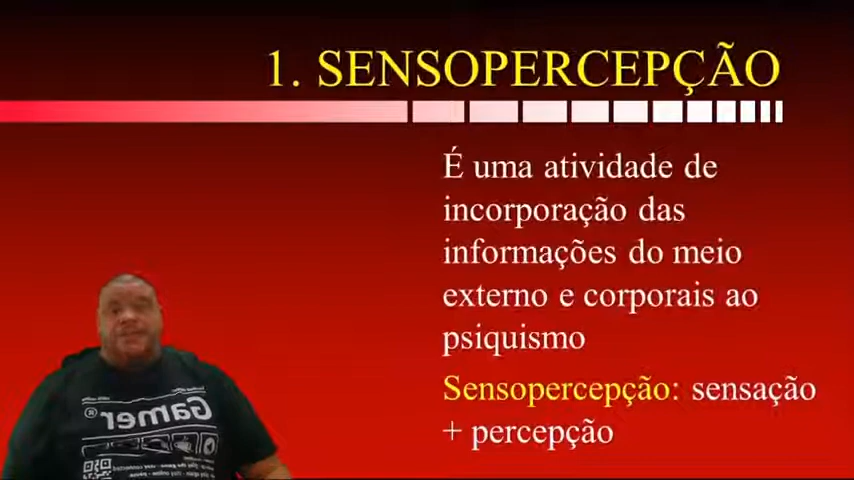 1. SENSOPERCEPÇÃO
É uma atividade de
incorporação das
informações do meio
externo e corporais ao
psiquismo
Sensopercepção: sensação
+ percepção
Gamer®